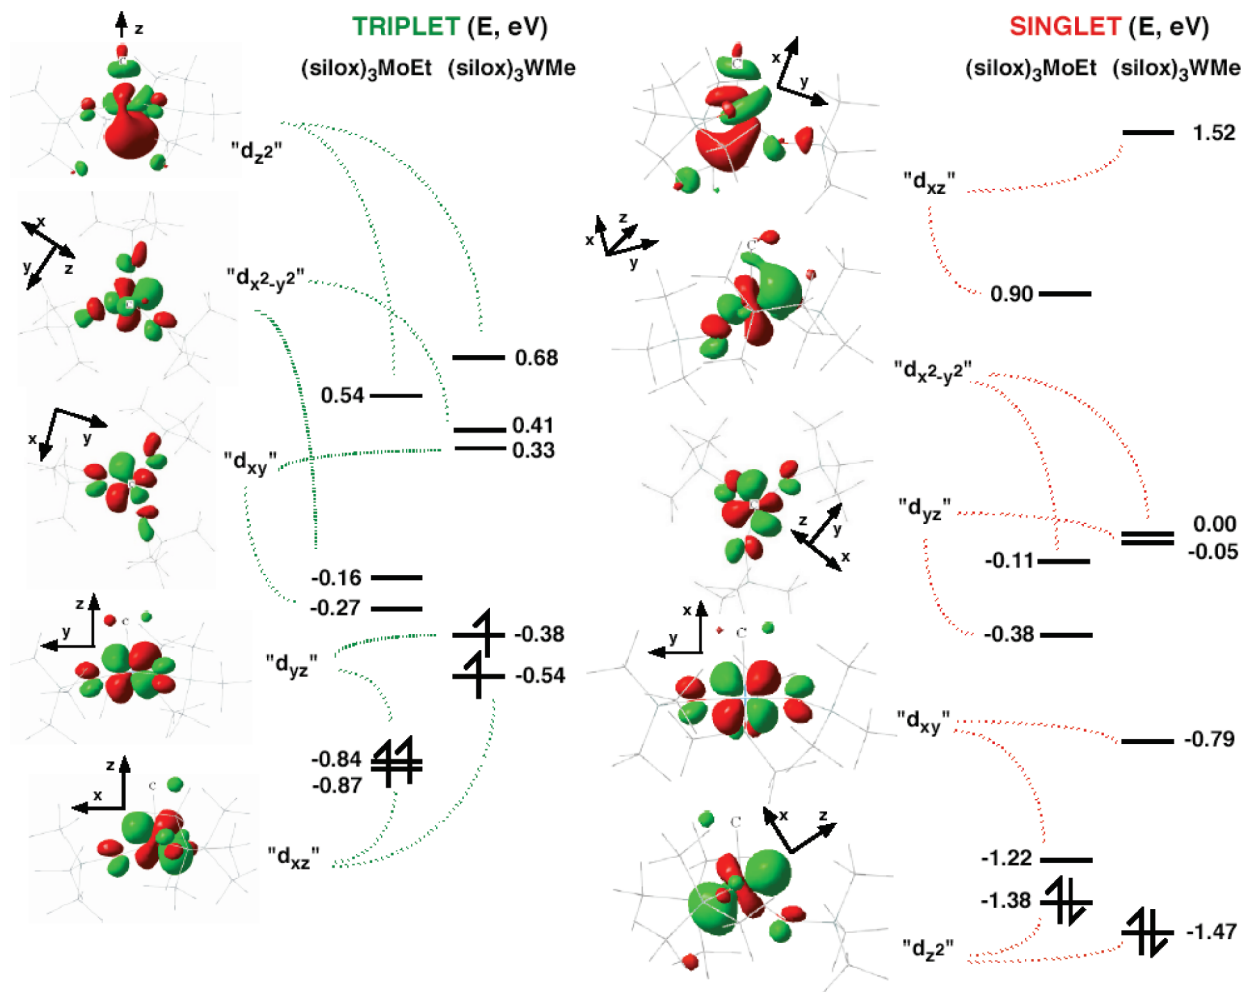 TRIPLET (E, eV)
(silox)3MoEt (silox)3WMe
z
C
"dz2"
x
y
z
C
"dx2-y2"
0.68
0.54
0.41
0.33
x
y
C
"dxy"
-0.16
-0.27
z
y
C
"dyz"
-0.38
-0.54
-0.84
-0.87
z
x
C
"dxz"
SINGLET (E, eV)
(silox)3MoEt (silox)3WMe
x
y
C
1.52
"dxz"
0.90
x
z
y
C
"dx2-y2"
C
z
y
x
"dyz"
0.00
-0.05
-0.11
-0.38
x
y
C
"dxy"
-0.79
-1.22
-1.38
-1.47
x
z
C
"dz2"